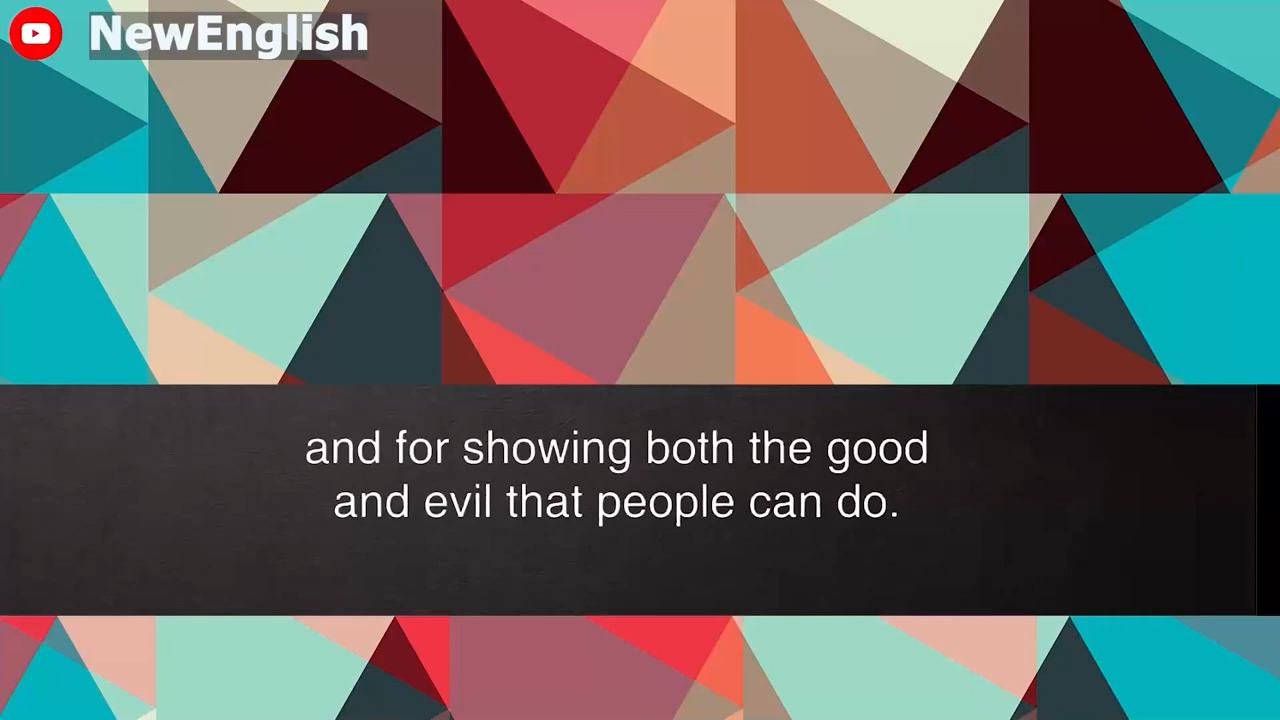 NewEnglish
and for showing both the good
and evil that people can do.